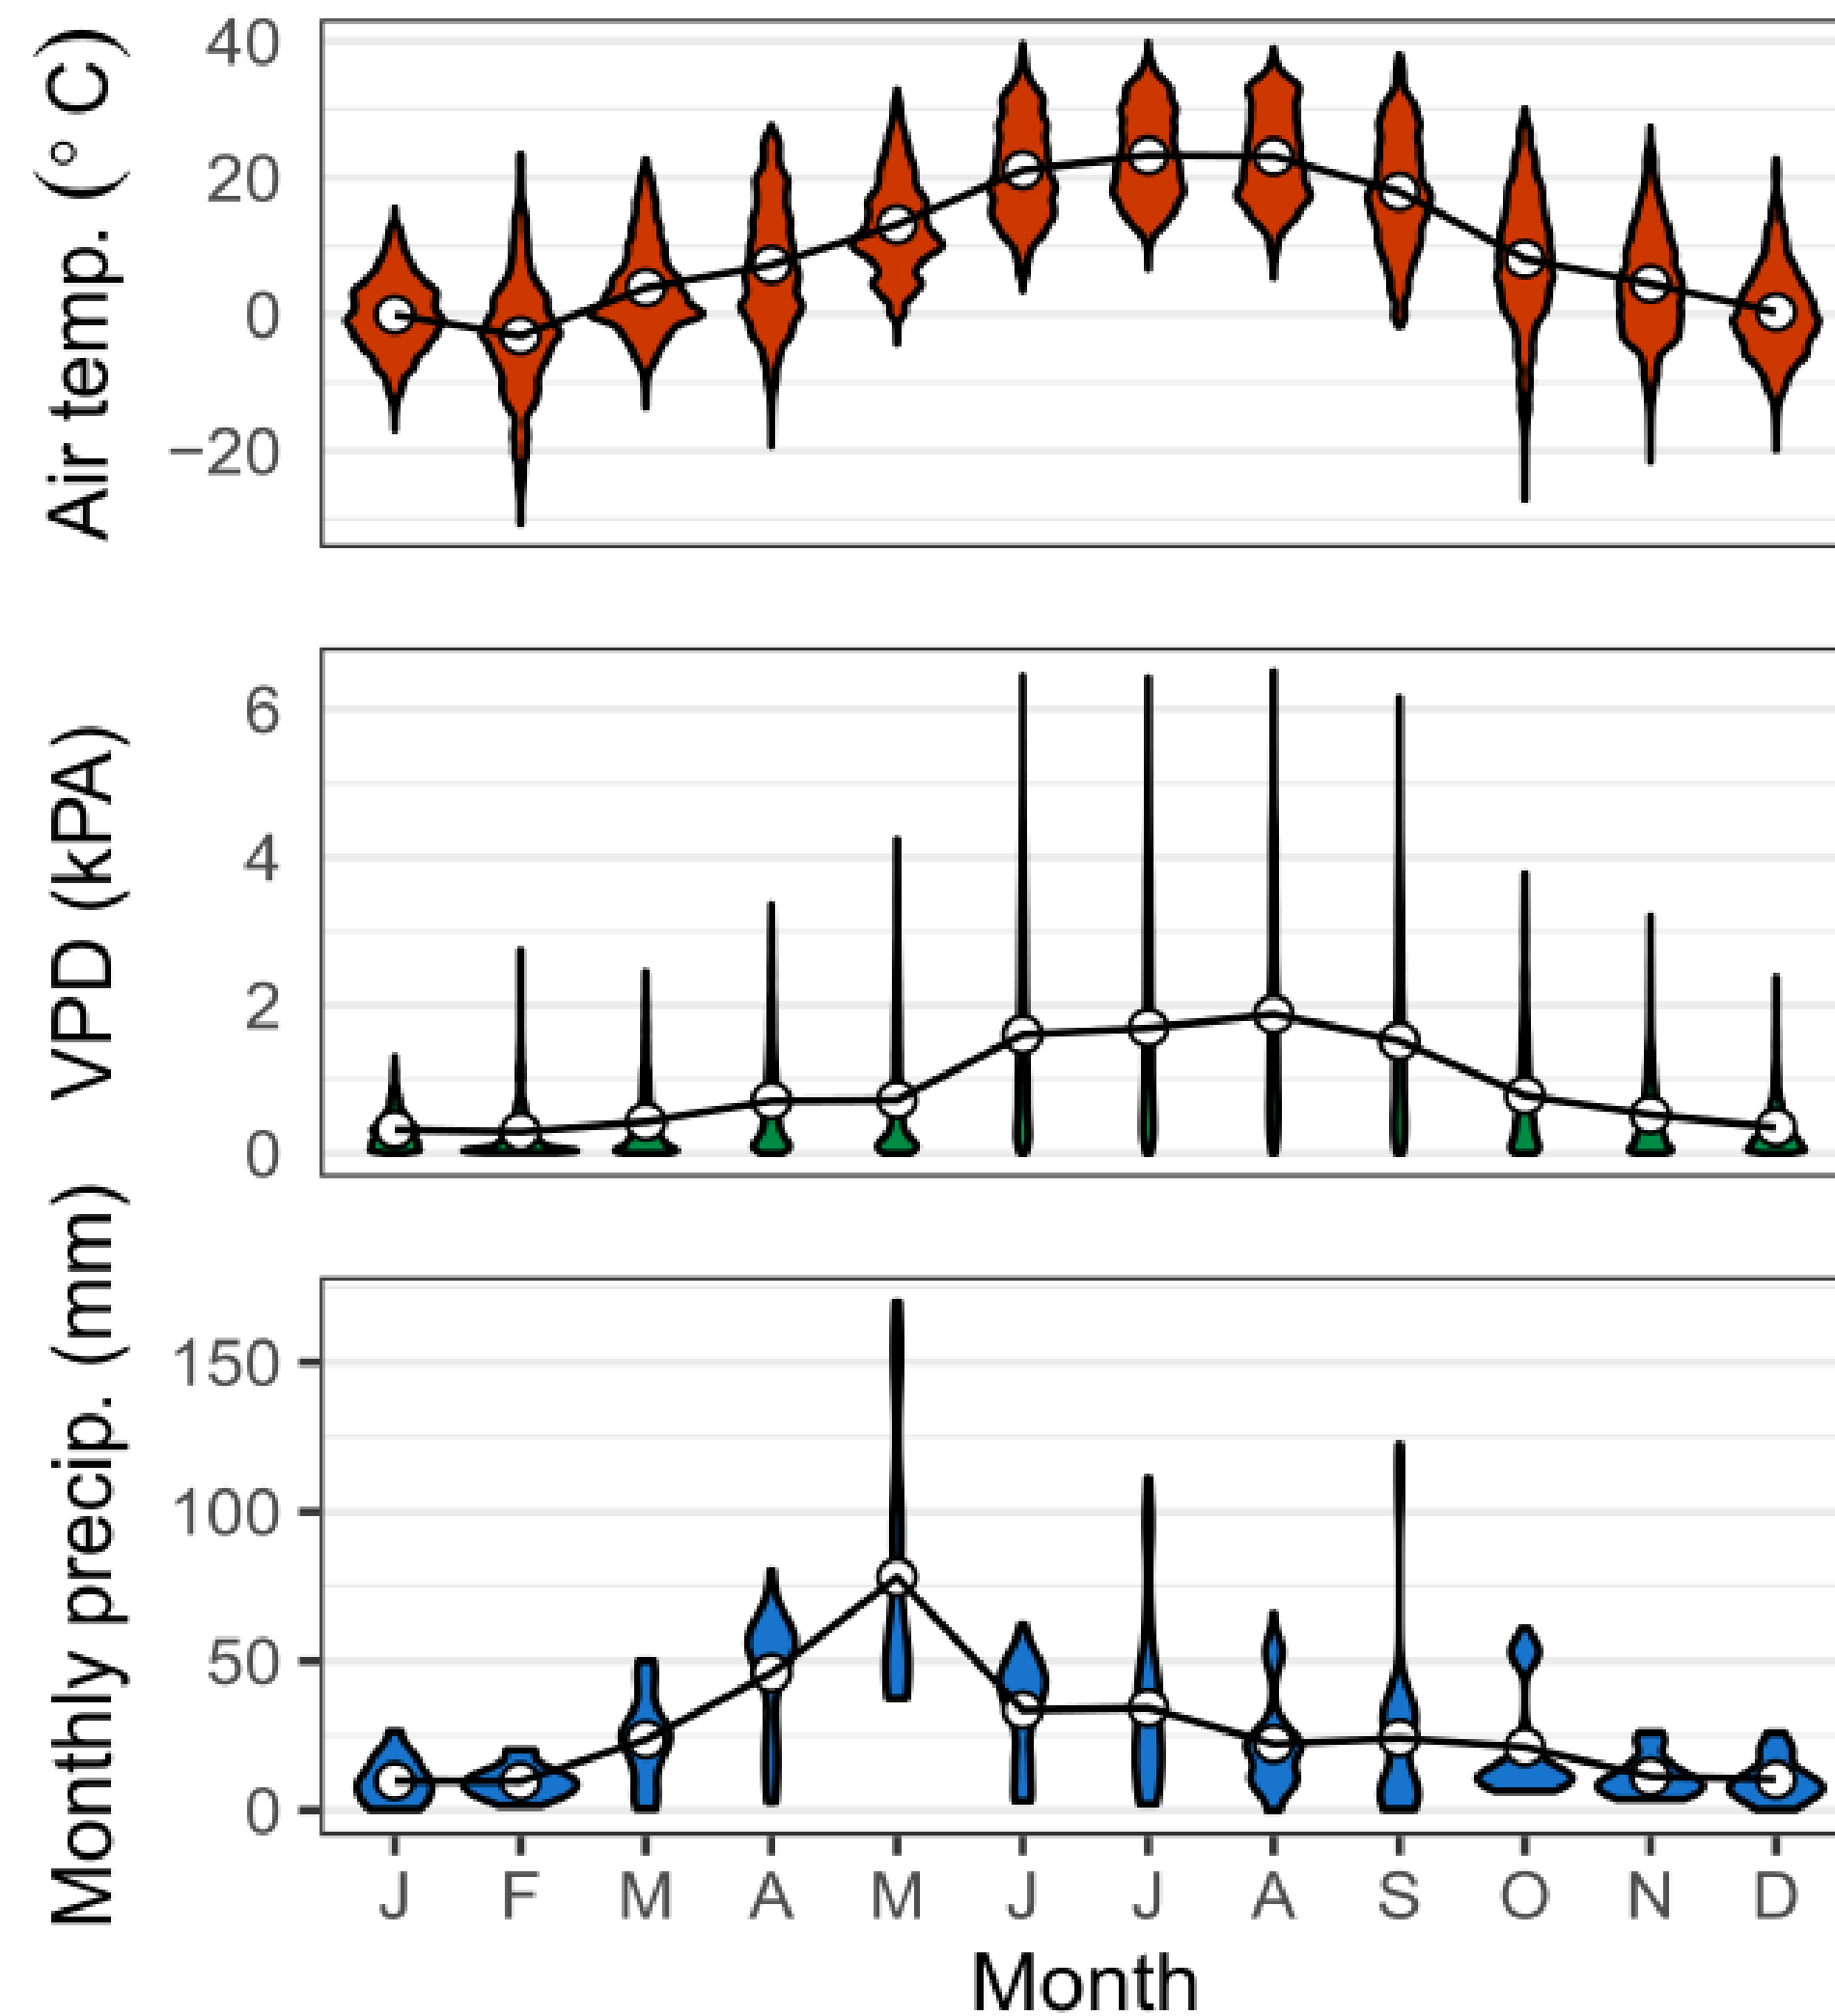 Air temp. (° C)
40
20
0
−20
VPD (kPA)
6
4
2
0
Monthly precip. (mm)
150
100
50
0
J F M A M J J A S O N D
Month